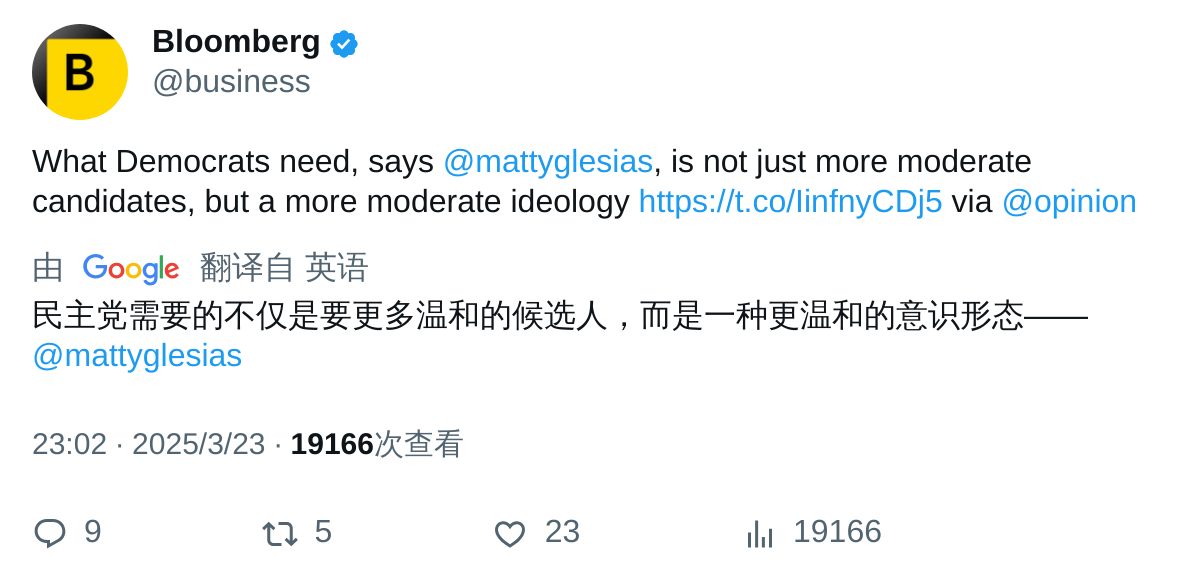 B
Bloomberg
@business
What Democrats need, says @mattyglesias, is not just more moderate
candidates, but a more moderate ideology https://t.co/IinfnyCDj5 via @opinion
由 Google 翻译自 英语
民主党需要的不仅是要更多温和的候选人，而是一种更温和的意识形态——
@mattyglesias
23:02 · 2025/3/23 · 19166次查看
9 5 23 19166